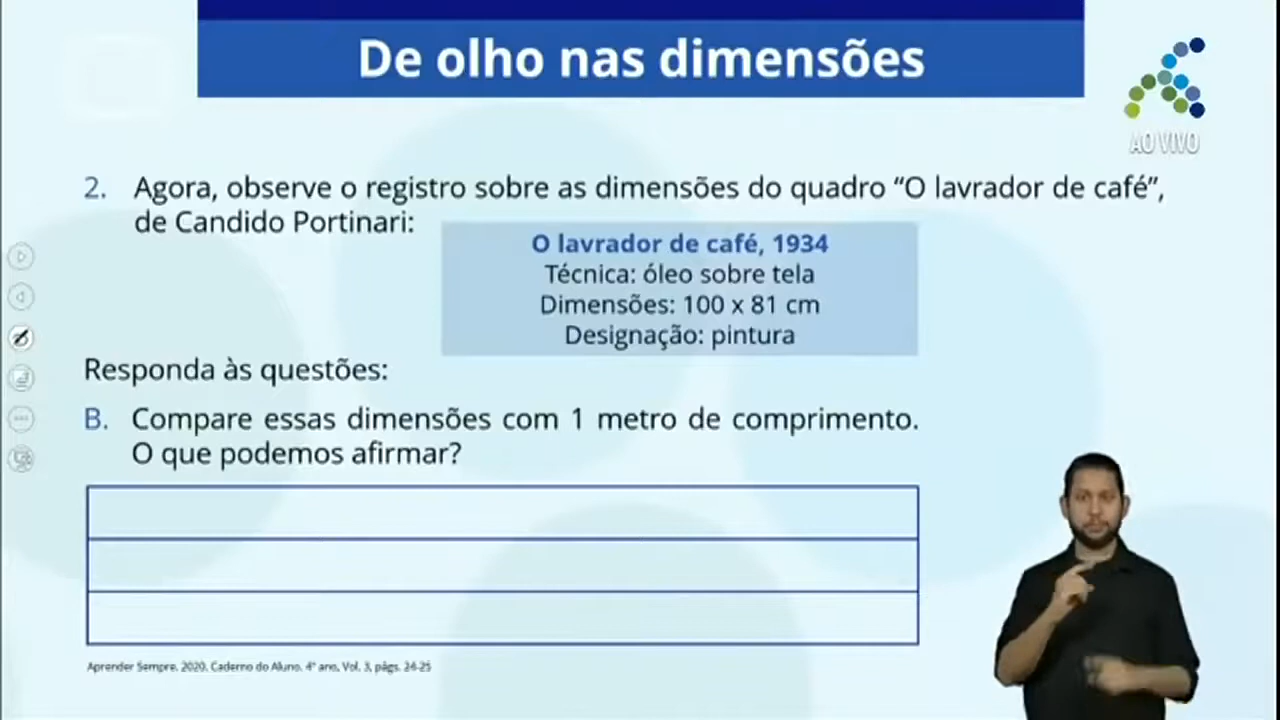 De olho nas dimensões
AO VIVO
2. Agora, observe o registro sobre as dimensões do quadro “O lavrador de café”,
de Candido Portinari:
O lavrador de café, 1934
Técnica: óleo sobre tela
Dimensões: 100 x 81 cm
Designação: pintura
Responda às questões:
B. Compare essas dimensões com 1 metro de comprimento.
O que podemos afirmar?
Aprender Sempre. 2020. Caderno do Aluno. 4° ano, Vol. 3, págs. 24-25